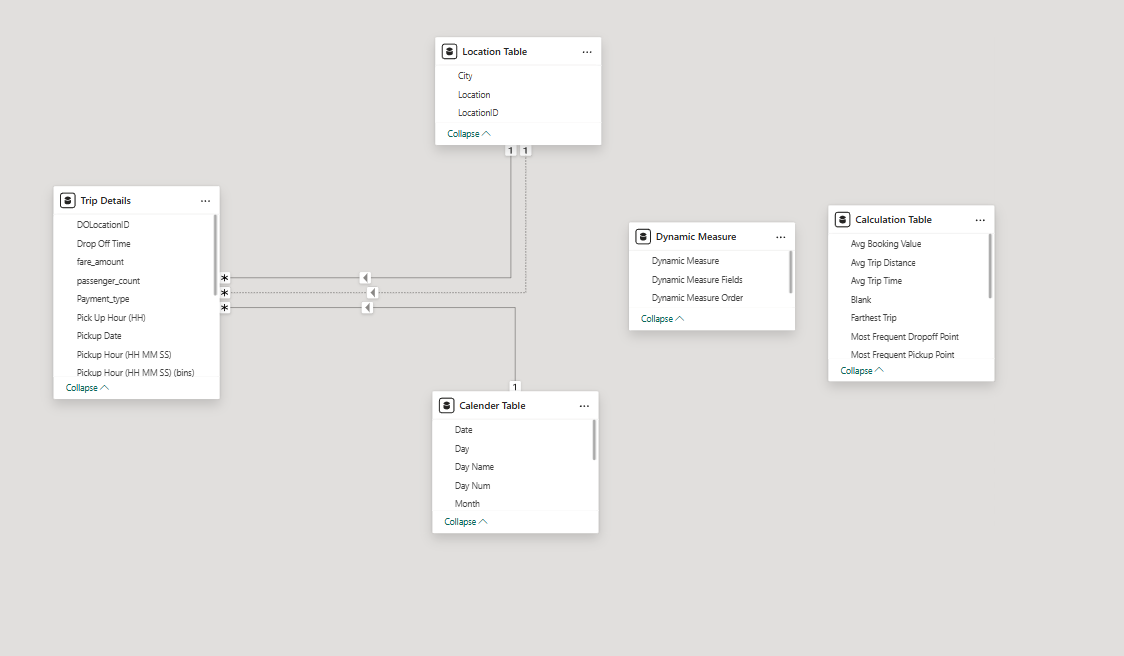 Location Table
City
Location
LocationID
Collapse
1 1
Trip Details
DOLocationID
Drop Off Time
fare_amount
passenger_count
Payment_type
Pick Up Hour (HH)
Pickup Date
Pickup Hour (HH MM SS)
Pickup Hour (HH MM SS) (bins)
Collapse
*
*
*
1
Calender Table
Date
Day
Day Name
Day Num
Month
Collapse
Dynamic Measure
Dynamic Measure
Dynamic Measure Fields
Dynamic Measure Order
Collapse
Calculation Table
Avg Booking Value
Avg Trip Distance
Avg Trip Time
Blank
Farthest Trip
Most Frequent Dropoff Point
Most Frequent Pickup Point
Collapse